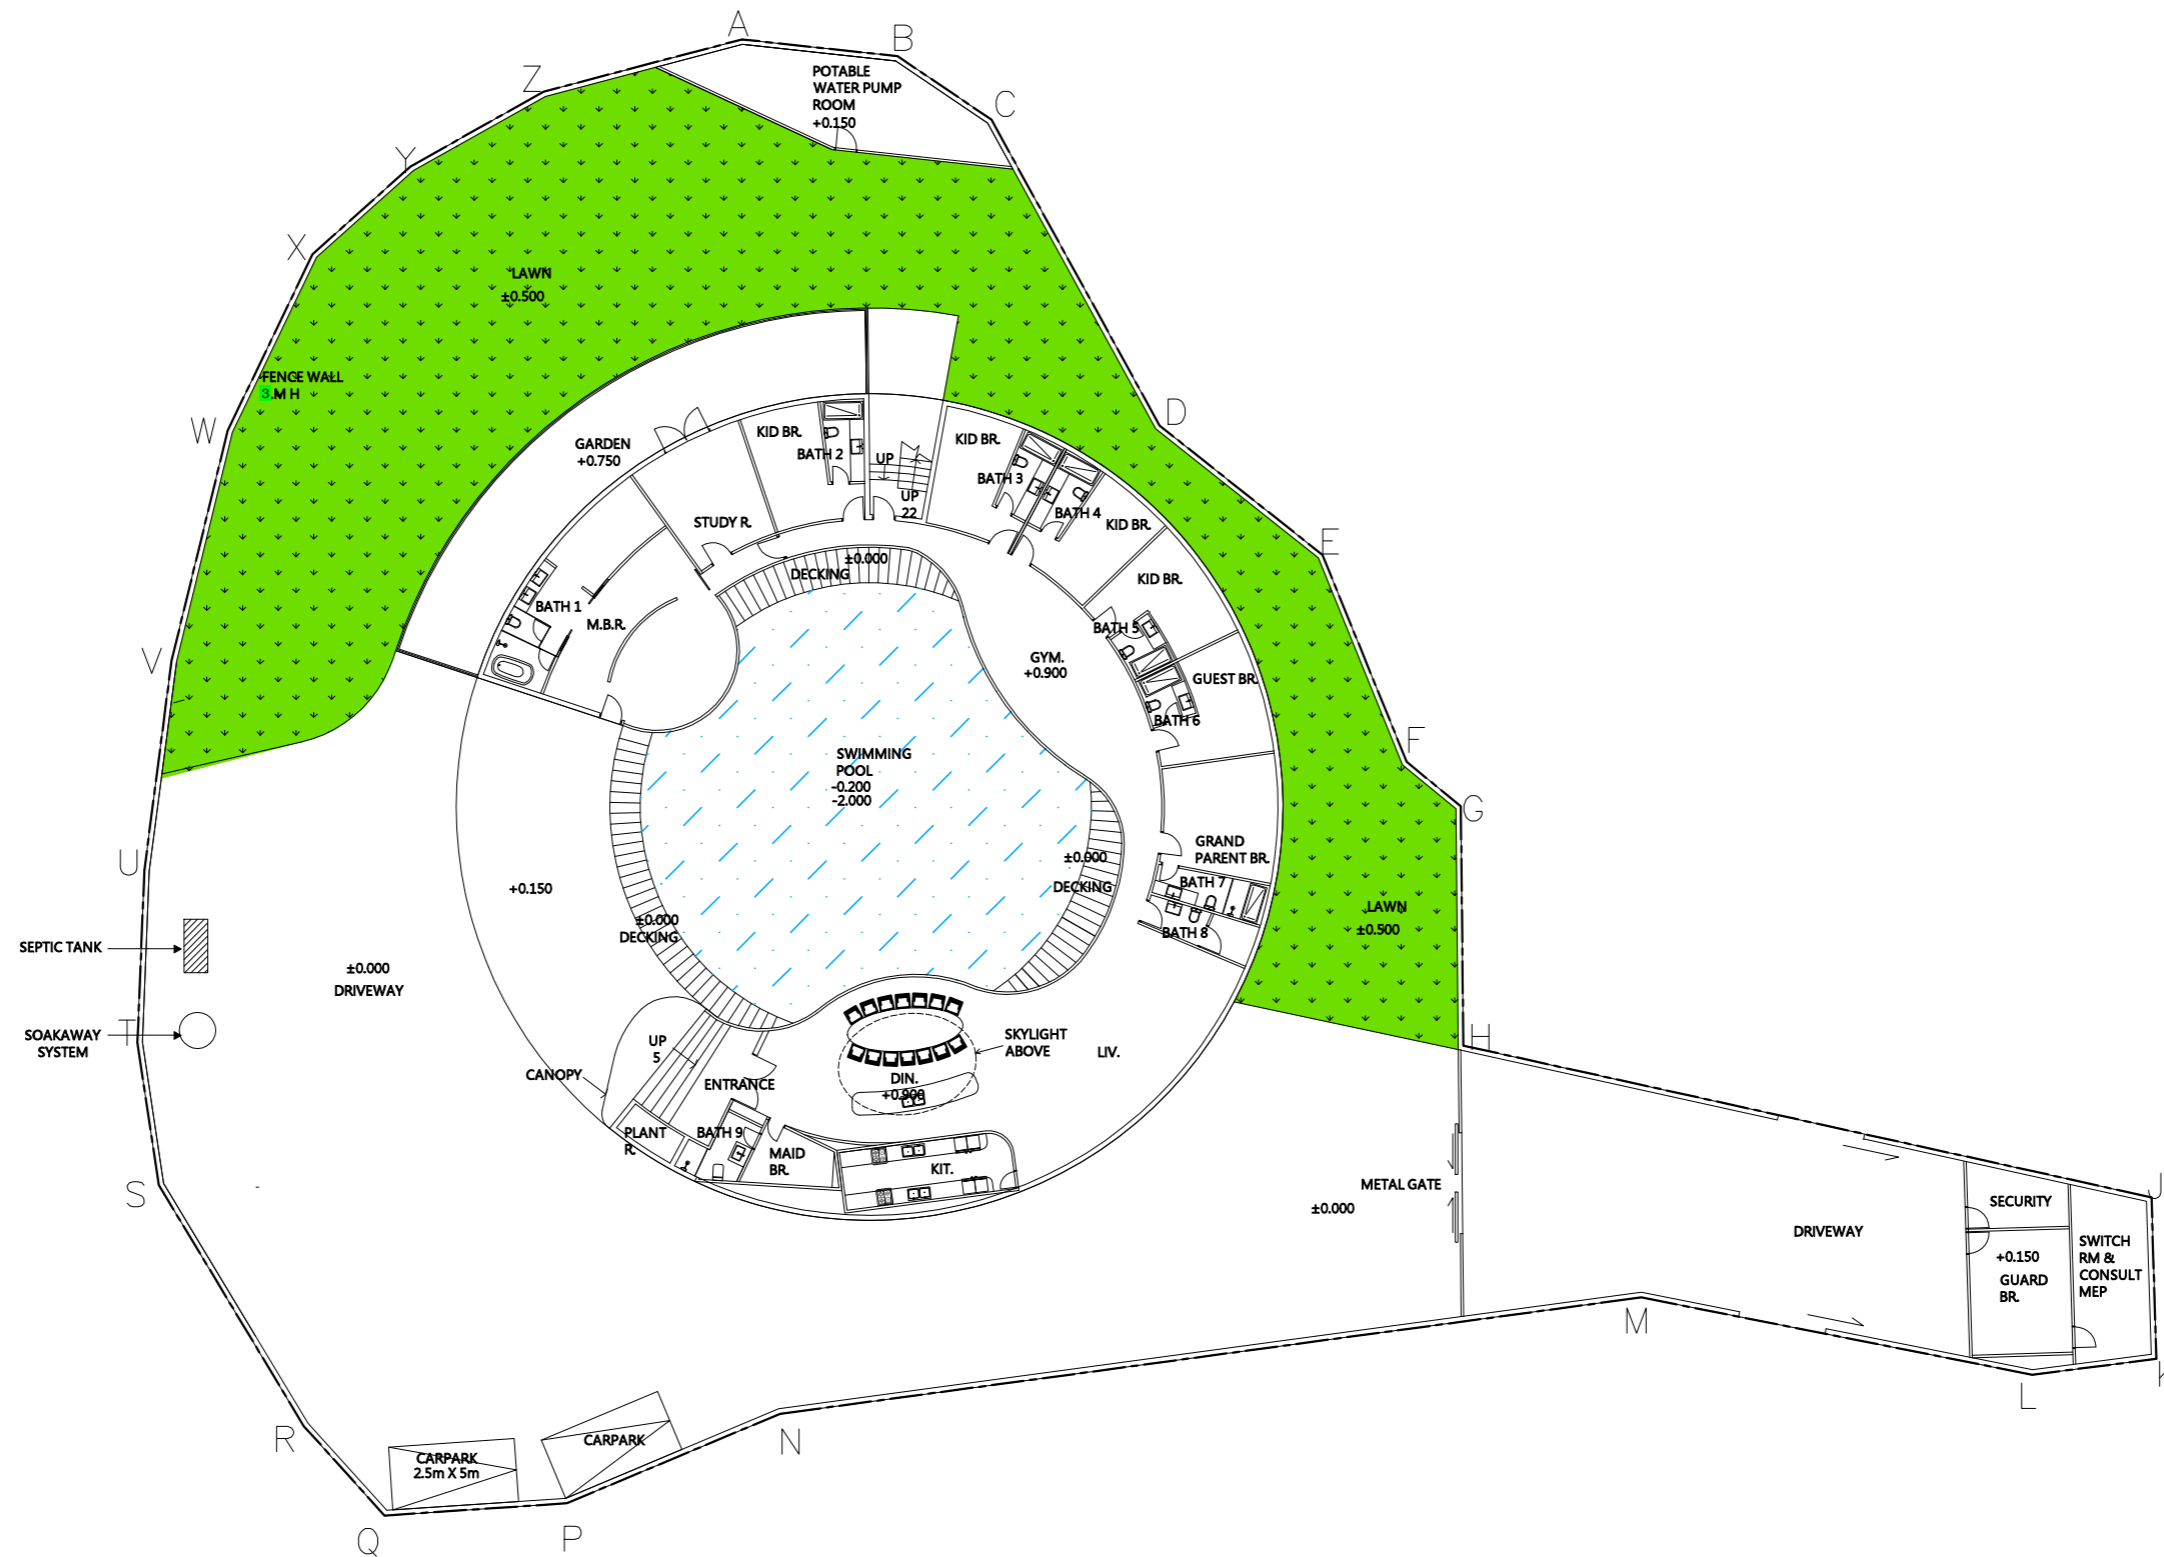 A
B
POTABLE
WATER PUMP
ROOM
+0.150
Z
C
Y
X
LAWN
±0.500
FENCE WALL
3.M H
W
D
GARDEN
+0.750
KID BR.
BATH 2
UP
UP
22
KID BR.
BATH 3
BATH 4
KID BR.
STUDY R.
E
±0.000
DECKING
KID BR.
BATH 1
M.B.R.
BATH 5
V
GYM.
+0.900
GUEST BR.
BATH 6
F
SWIMMING
POOL
-0.200
-2.000
G
U
GRAND
PARENT BR.
±0.000
DECKING
BATH 7
+0.150
LAWN
±0.500
±0.000
DECKING
BATH 8
SEPTIC TANK
±0.000
DRIVEWAY
SOAKAWAY
SYSTEM
T
UP
5
SKYLIGHT
ABOVE
LIV.
H
CANOPY
ENTRANCE
DIN.
+0.900
PLANT
R.
BATH 9
MAID
BR.
KIT.
METAL GATE
±0.000
S
J
SECURITY
DRIVEWAY
SWITCH
RM &
CONSULT
MEP
+0.150
GUARD
BR.
M
K
L
R
N
CARPARK
CARPARK
2.5m X 5m
Q
P